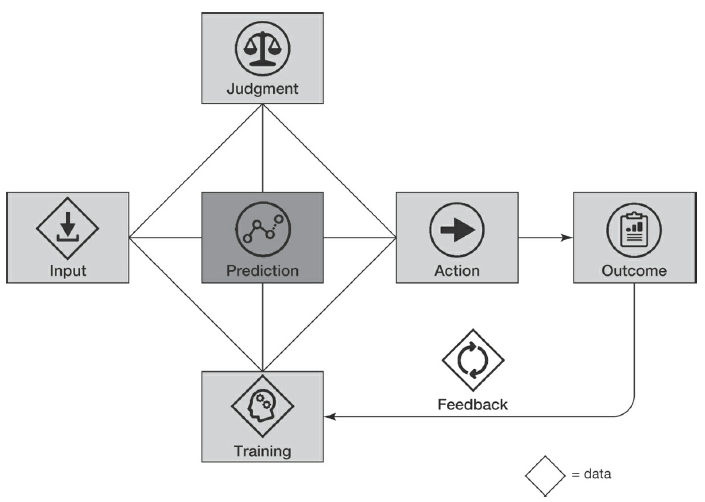 Judgment
Input
Prediction
Action
Outcome
Feedback
Training
= data